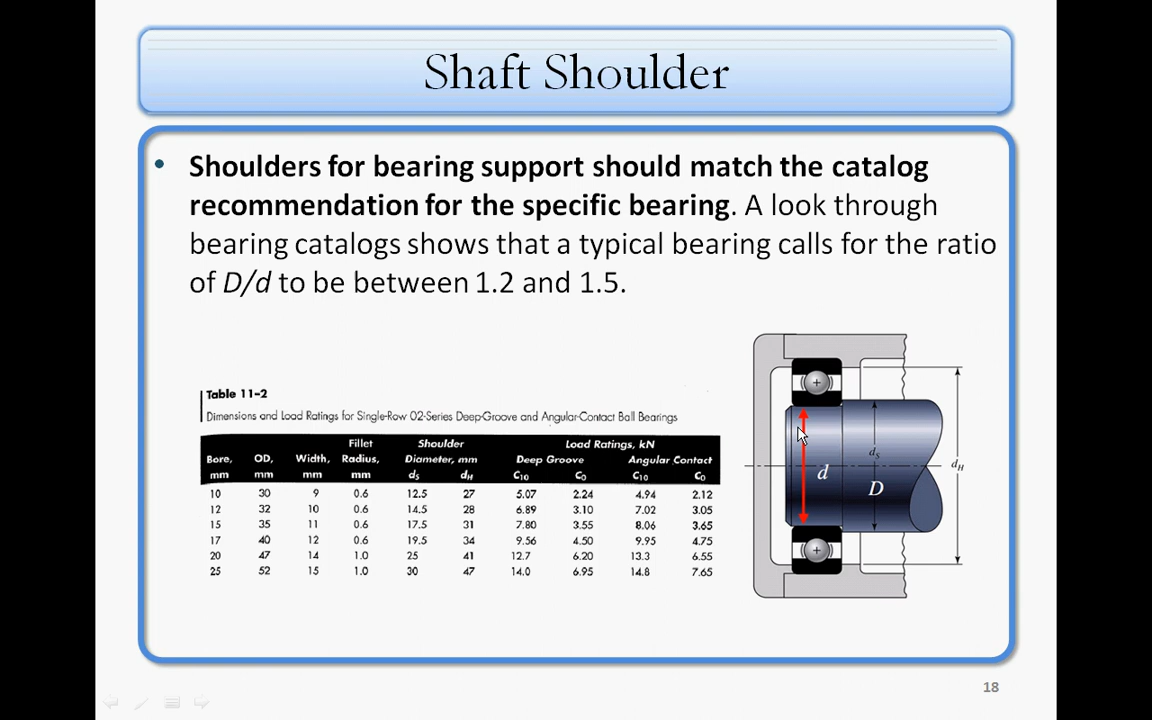 Shaft Shoulder
• Shoulders for bearing support should match the catalog
recommendation for the specific bearing. A look through
bearing catalogs shows that a typical bearing calls for the ratio
of D/d to be between 1.2 and 1.5.
Table 11–2
Dimensions and Load Ratings for Single-Row 02-Series Deep-Groove and Angular-Contact Ball Bearings
Fillet Shoulder Load Ratings, kN
Bore, OD, Width, Radius, Diameter, mm Deep Groove Angular Contact
mm mm mm mm dS dH C10 C0 C10 C0
10 30 9 0.6 12.5 27 5.07 2.24 4.94 2.12
12 32 10 0.6 14.5 28 6.89 3.10 7.02 3.05
15 35 11 0.6 17.5 31 7.80 3.55 8.06 3.65
17 40 12 0.6 19.5 34 9.56 4.50 9.95 4.75
20 47 14 1.0 25 41 12.7 6.20 13.3 6.55
25 52 15 1.0 30 47 14.0 6.95 14.8 7.65
dS
d
D
dH
18